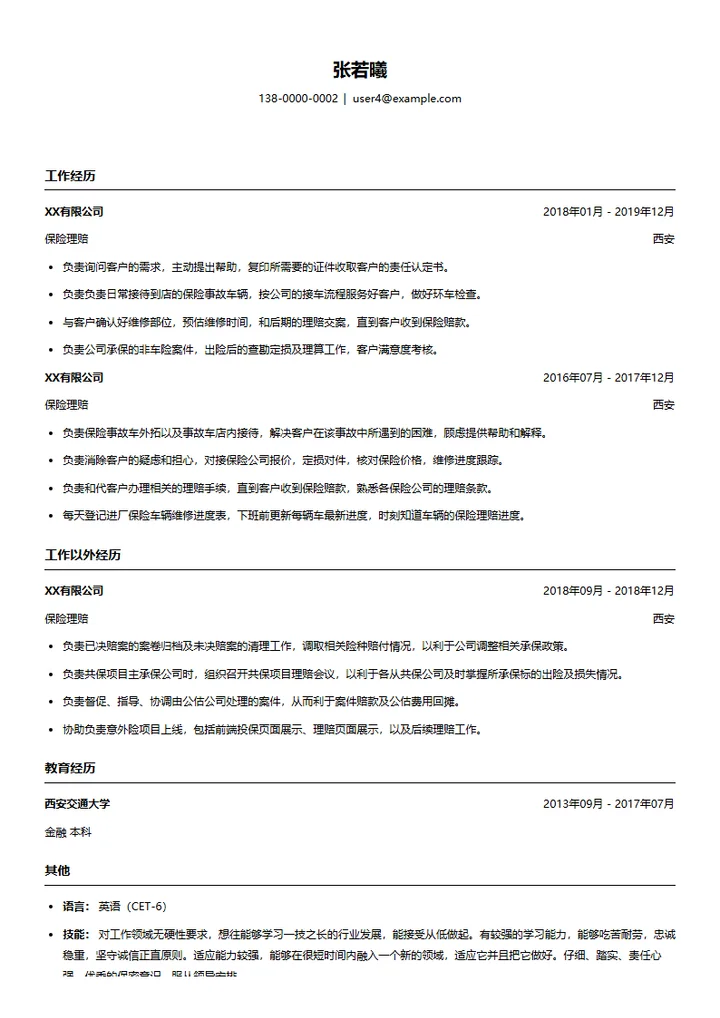 张若曦
138-0000-0002 | user4@example.com
工作经历
XX有限公司 2018年01月 - 2019年12月
保险理赔 西安
• 负责询问客户的需求，主动提出帮助，复印所需要的证件收取客户的责任认定书。
• 负责负责日常接待到店的保险事故车辆，按公司的接车流程服务好客户，做好环车检查。
• 与客户确认好维修部位，预估维修时间，和后期的理赔交案，直到客户收到保险赔款。
• 负责公司承保的非车险案件，出险后的查勘定损及理算工作，客户满意度考核。
XX有限公司 2016年07月 - 2017年12月
保险理赔 西安
• 负责保险事故车外拓以及事故车店内接待，解决客户在该事故中所遇到的困难，顾虑提供帮助和解释。
• 负责消除客户的疑虑和担心，对接保险公司报价，定损对件，核对保险价格，维修进度跟踪。
• 负责和代客户办理相关的理赔手续，直到客户收到保险赔款，熟悉各保险公司的理赔条款。
• 每天登记进厂保险车辆维修进度表，下班前更新每辆车最新进度，时刻知道车辆的保险理赔进度。
工作以外经历
XX有限公司 2018年09月 - 2018年12月
保险理赔 西安
• 负责已决赔案的案卷归档及未决赔案的清理工作，调取相关险种赔付情况，以利于公司调整相关承保政策。
• 负责共保项目主承保公司时，组织召开共保项目理赔会议，以利于各从共保公司及时掌握所承保标的出险及损失情况。
• 负责督促、指导、协调由公估公司处理的案件，从而利于案件赔款及公估费用回摊。
• 协助负责意外险项目上线，包括前端投保页面展示、理赔页面展示，以及后续理赔工作。
教育经历
西安交通大学 2013年09月 - 2017年07月
金融 本科
其他
• 语言： 英语（CET-6）
• 技能： 对工作领域无硬性要求，想往能够学习一技之长的行业发展，能接受从低做起。有较强的学习能力，能够吃苦耐劳，忠诚
稳重，坚守诚信正直原则。适应能力较强，能够在很短时间内融入一个新的领域，适应它并且把它做好。仔细、踏实、责任心
强，优秀的保密意识，服从领导安排